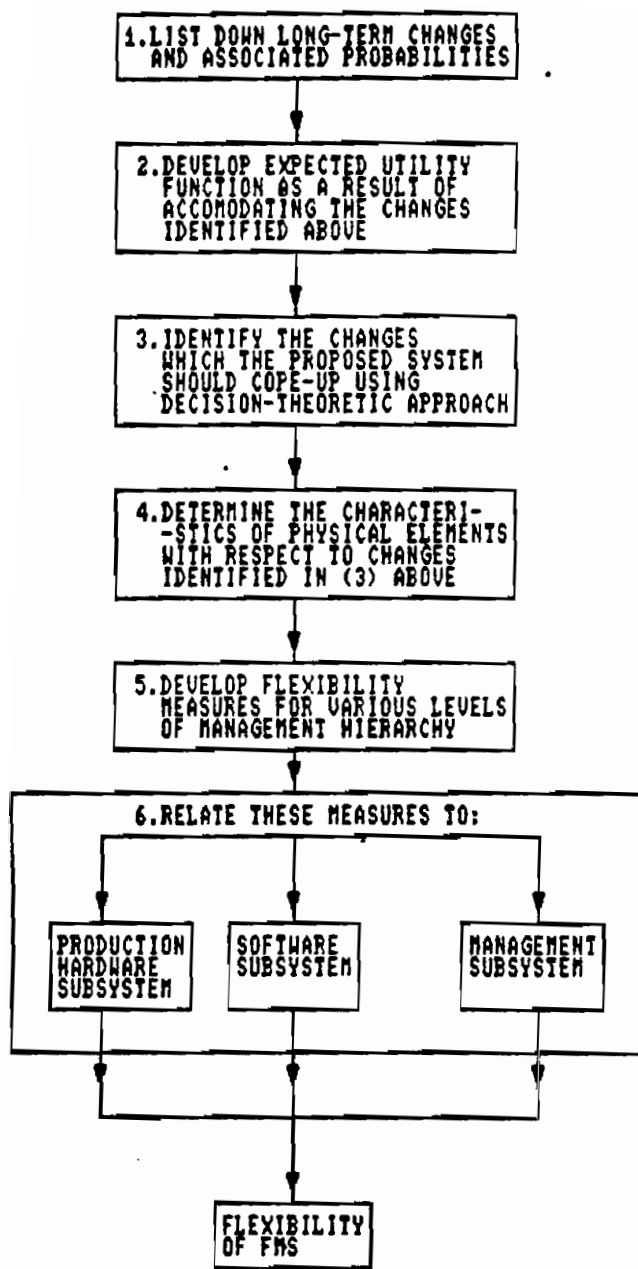 1.LIST DOWN LONG-TERM CHANGES
AND ASSOCIATED PROBABILITIES
2.DEVELOP EXPECTED UTILITY
FUNCTION AS A RESULT OF
ACCOMODATING THE CHANGES
IDENTIFIED ABOVE
3.IDENTIFY THE CHANGES
WHICH THE PROPOSED SYSTEM
SHOULD COPE-UP USING
DECISION-THEORETIC APPROACH
4.DETERMINE THE CHARACTERI-
-STICS OF PHYSICAL ELEMENTS
WITH RESPECT TO CHANGES
IDENTIFIED IN (3) ABOVE
5.DEVELOP FLEXIBILITY
MEASURES FOR VARIOUS LEVELS
OF MANAGEMENT HIERARCHY
6.RELATE THESE MEASURES TO:
PRODUCTION
HARDWARE
SUBSYSTEM
SOFTWARE
SUBSYSTEM
MANAGEMENT
SUBSYSTEM
FLEXIBILITY
OF FMS